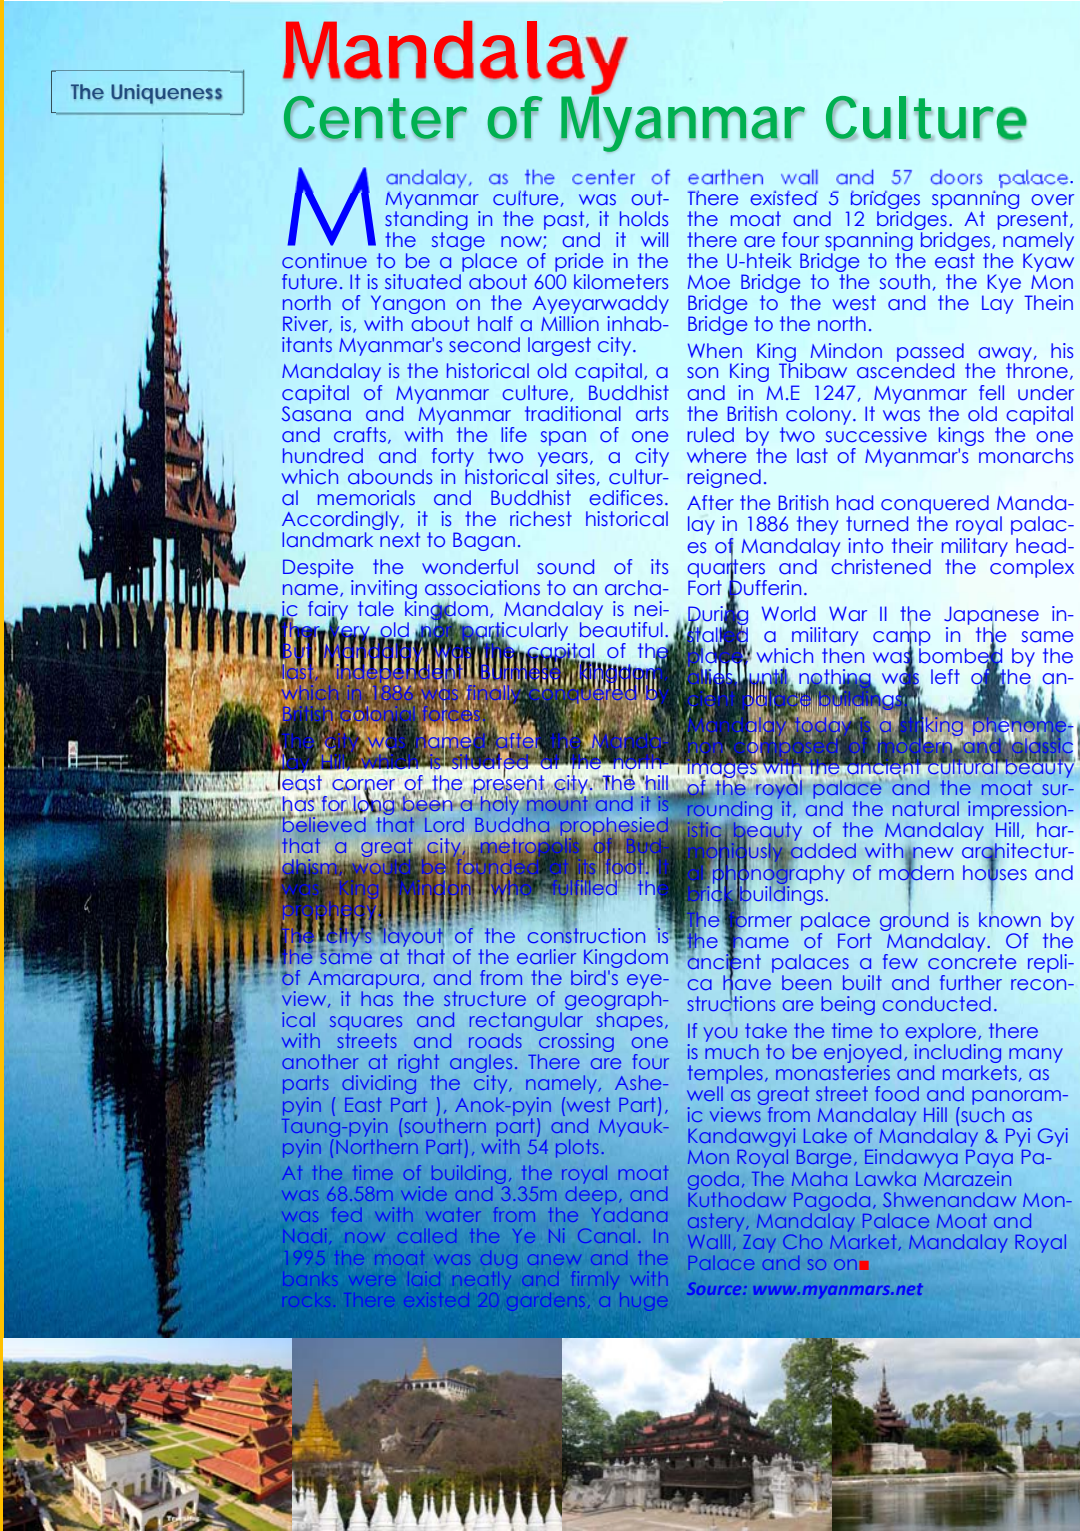 The Uniqueness
Mandalay
Center of Myanmar Culture
Mandalay, as the center of
Myanmar culture, was out-
standing in the past, it holds
the stage now; and it will
continue to be a place of pride in the
future. It is situated about 600 kilometers
north of Yangon on the Ayeyarwaddy
River, is, with about half a Million inhab-
itants Myanmar's second largest city.
Mandalay is the historical old capital, a
capital of Myanmar culture, Buddhist
Sasana and Myanmar traditional arts
and crafts, with the life span of one
hundred and forty two years, a city
which abounds in historical sites, cultur-
al memorials and Buddhist edifices.
Accordingly, it is the richest historical
landmark next to Bagan.
Despite the wonderful sound of its
name, inviting associations to an archa-
ic fairy tale kingdom, Mandalay is nei-
ther very old nor particularly beautiful.
But Mandalay was the capital of the
last, independent Burmese kingdom,
which in 1886 was finally conquered by
British colonial forces.
The city was named after the Manda-
lay Hill, which is situated at the north-
east corner of the present city. The hill
has for long been a holy mount and it is
believed that Lord Buddha prophesied
that a great city, metropolis of Bud-
dhism, would be founded at its foot. It
was King Mindon who fulfilled the
prophecy.
The city's layout of the construction is
the same at that of the earlier Kingdom
of Amarapura, and from the bird's eye-
view, it has the structure of geograph-
ical squares and rectangular shapes,
with streets and roads crossing one
another at right angles. There are four
parts dividing the city, namely, Ashe-
pyin ( East Part ), Anok-pyin (west Part),
Taung-pyin (southern part) and Myauk-
pyin (Northern Part), with 54 plots.
At the time of building, the royal moat
was 68.58m wide and 3.35m deep, and
was fed with water from the Yadana
Nadi, now called the Ye Ni Canal. In
1995 the moat was dug anew and the
banks were laid neatly and firmly with
rocks. There existed 20 gardens, a huge
earthen wall and 57 doors palace.
There existed 5 bridges spanning over
the moat and 12 bridges. At present,
there are four spanning bridges, namely
the U-hteik Bridge to the east the Kyaw
Moe Bridge to the south, the Kye Mon
Bridge to the west and the Lay Thein
Bridge to the north.
When King Mindon passed away, his
son King Thibaw ascended the throne,
and in M.E 1247, Myanmar fell under
the British colony. It was the old capital
ruled by two successive kings the one
where the last of Myanmar's monarchs
reigned.
After the British had conquered Manda-
lay in 1886 they turned the royal palac-
es of Mandalay into their military head-
quarters and christened the complex
Fort Dufferin.
During World War II the Japanese in-
stalled a military camp in the same
place, which then was bombed by the
allies, until nothing was left of the an-
cient palace buildings.
Mandalay today is a striking phenome-
non composed of modern and classic
images with the ancient cultural beauty
of the royal palace and the moat sur-
rounding it, and the natural impression-
istic beauty of the Mandalay Hill, har-
moniously added with new architectur-
al phonography of modern houses and
brick buildings.
The former palace ground is known by
the name of Fort Mandalay. Of the
ancient palaces a few concrete repli-
ca have been built and further recon-
structions are being conducted.
If you take the time to explore, there
is much to be enjoyed, including many
temples, monasteries and markets, as
well as great street food and panoram-
ic views from Mandalay Hill (such as
Kandawgyi Lake of Mandalay & Pyi Gyi
Mon Royal Barge, Eindawya Paya Pa-
goda, The Maha Lawka Marazein
Kuthodaw Pagoda, Shwenandaw Mon-
astery, Mandalay Palace Moat and
Walll, Zay Cho Market, Mandalay Royal
Palace and so on■
Source: www.myanmars.net